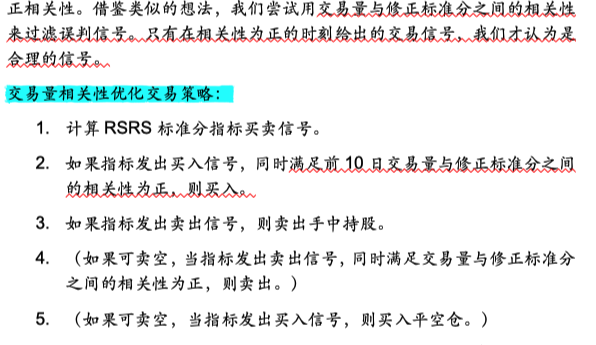 正相关性。借鉴类似的想法，我们尝试用交易量与修正标准分之间的相关性
来过滤误判信号。只有在相关性为正的时刻给出的交易信号，我们才认为是
合理的信号。
交易量相关性优化交易策略：
1. 计算 RSRS 标准分指标买卖信号。
2. 如果指标发出买入信号，同时满足前 10 日交易量与修正标准分之间
的相关性为正，则买入。
3. 如果指标发出卖出信号，则卖出手中持股。
4. （如果可卖空，当指标发出卖出信号，同时满足交易量与修正标准分
之间的相关性为正，则卖出。）
5. （如果可卖空，当指标发出买入信号，则买入平空仓。）